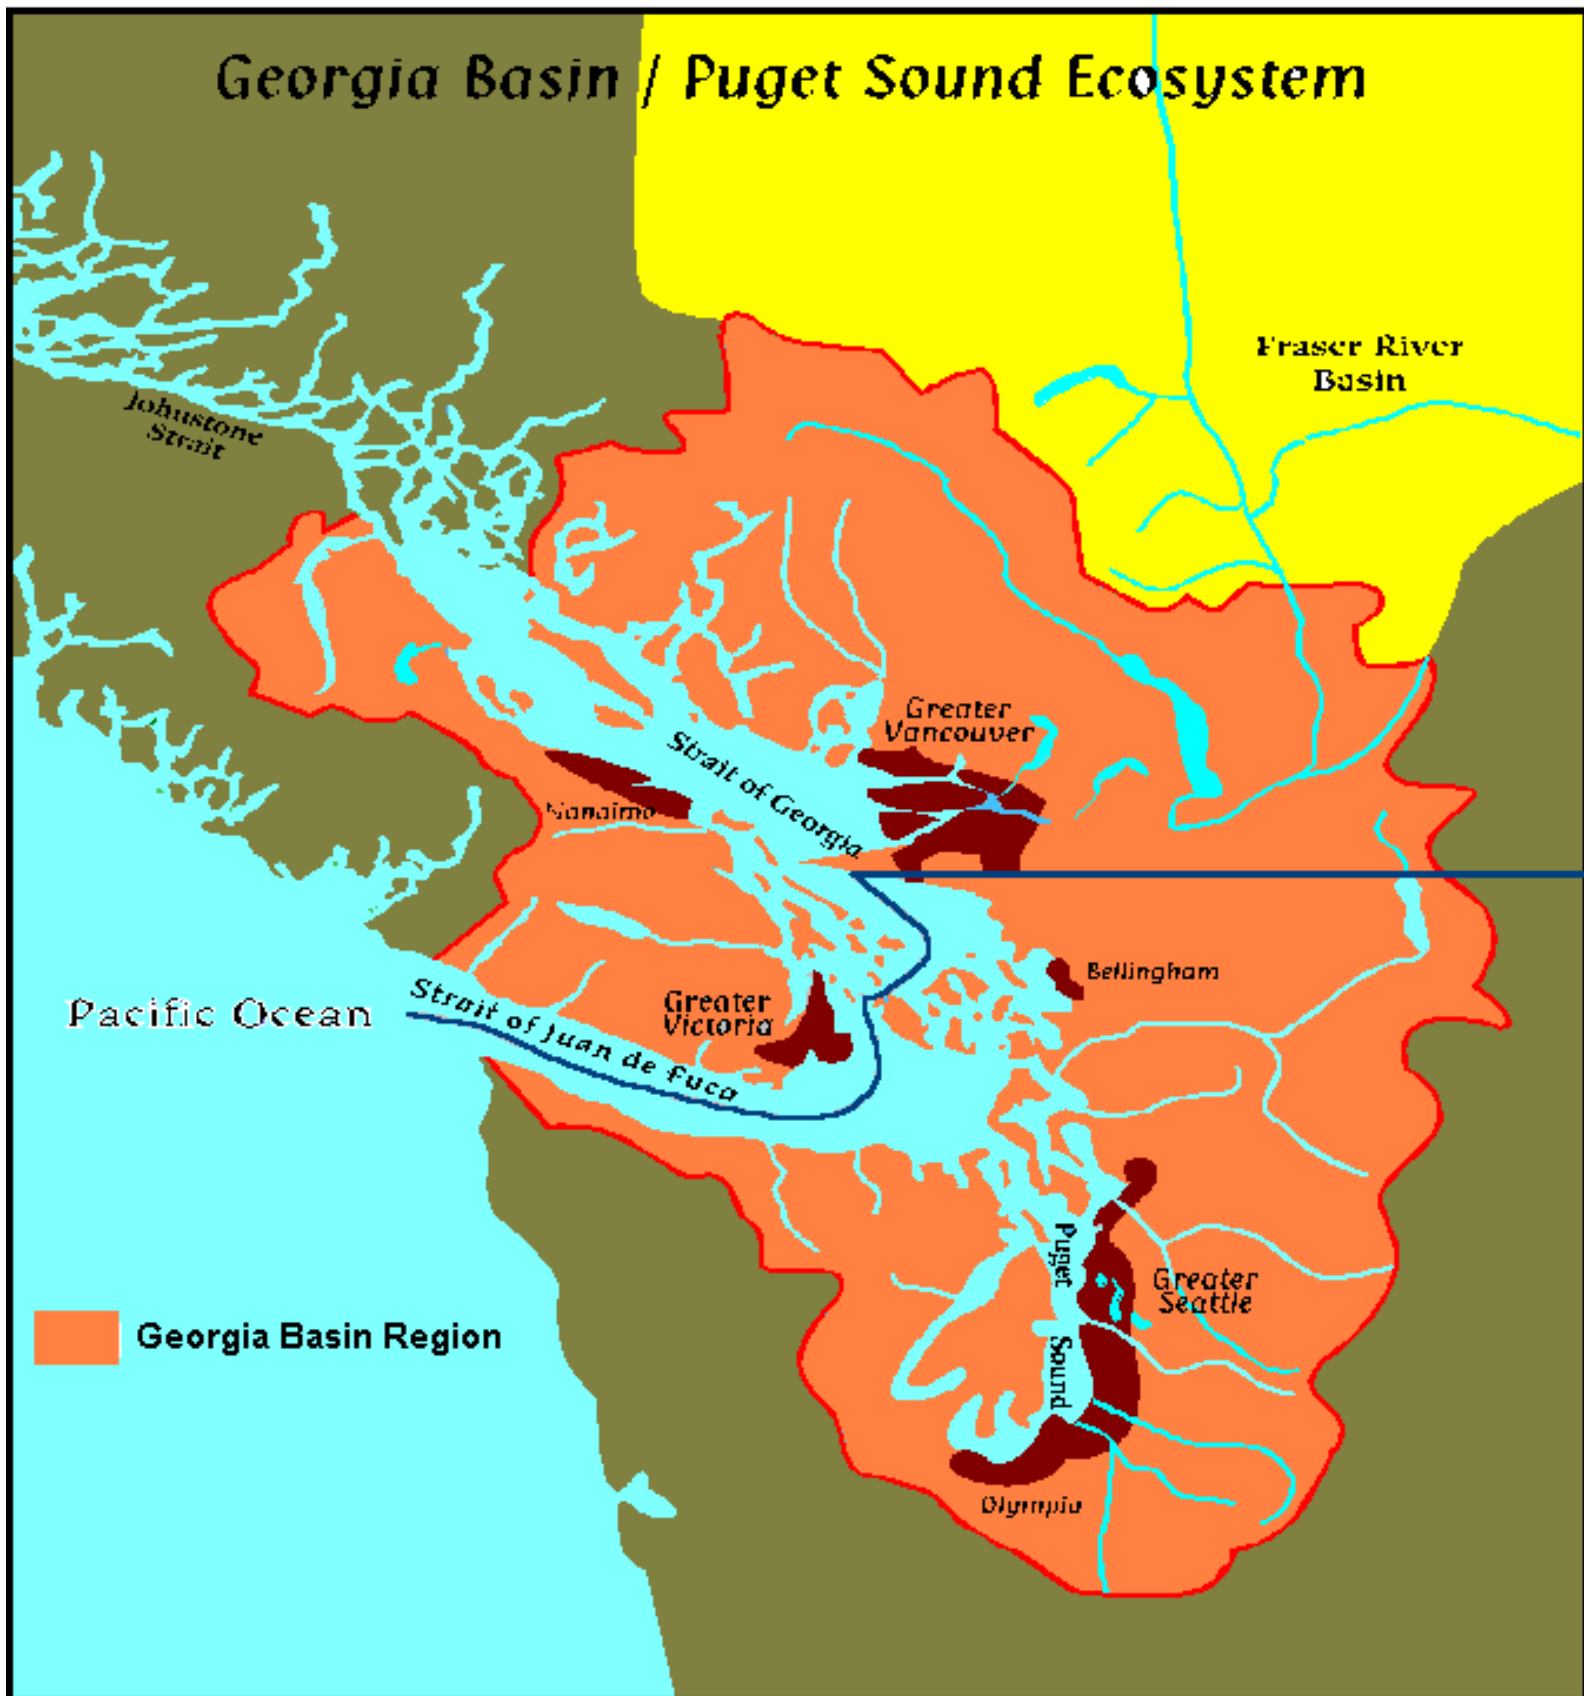 Georgia Basin / Puget Sound Ecosystem
Fraser River
Basin
Johnstone
Strait
Greater
Vancouver
Strait of Georgia
Nanaimo
Bellingham
Pacific Ocean
Strait of Juan de Fuca
Greater
Victoria
Puget
Sound
Greater
Seattle
Georgia Basin Region
Olympia